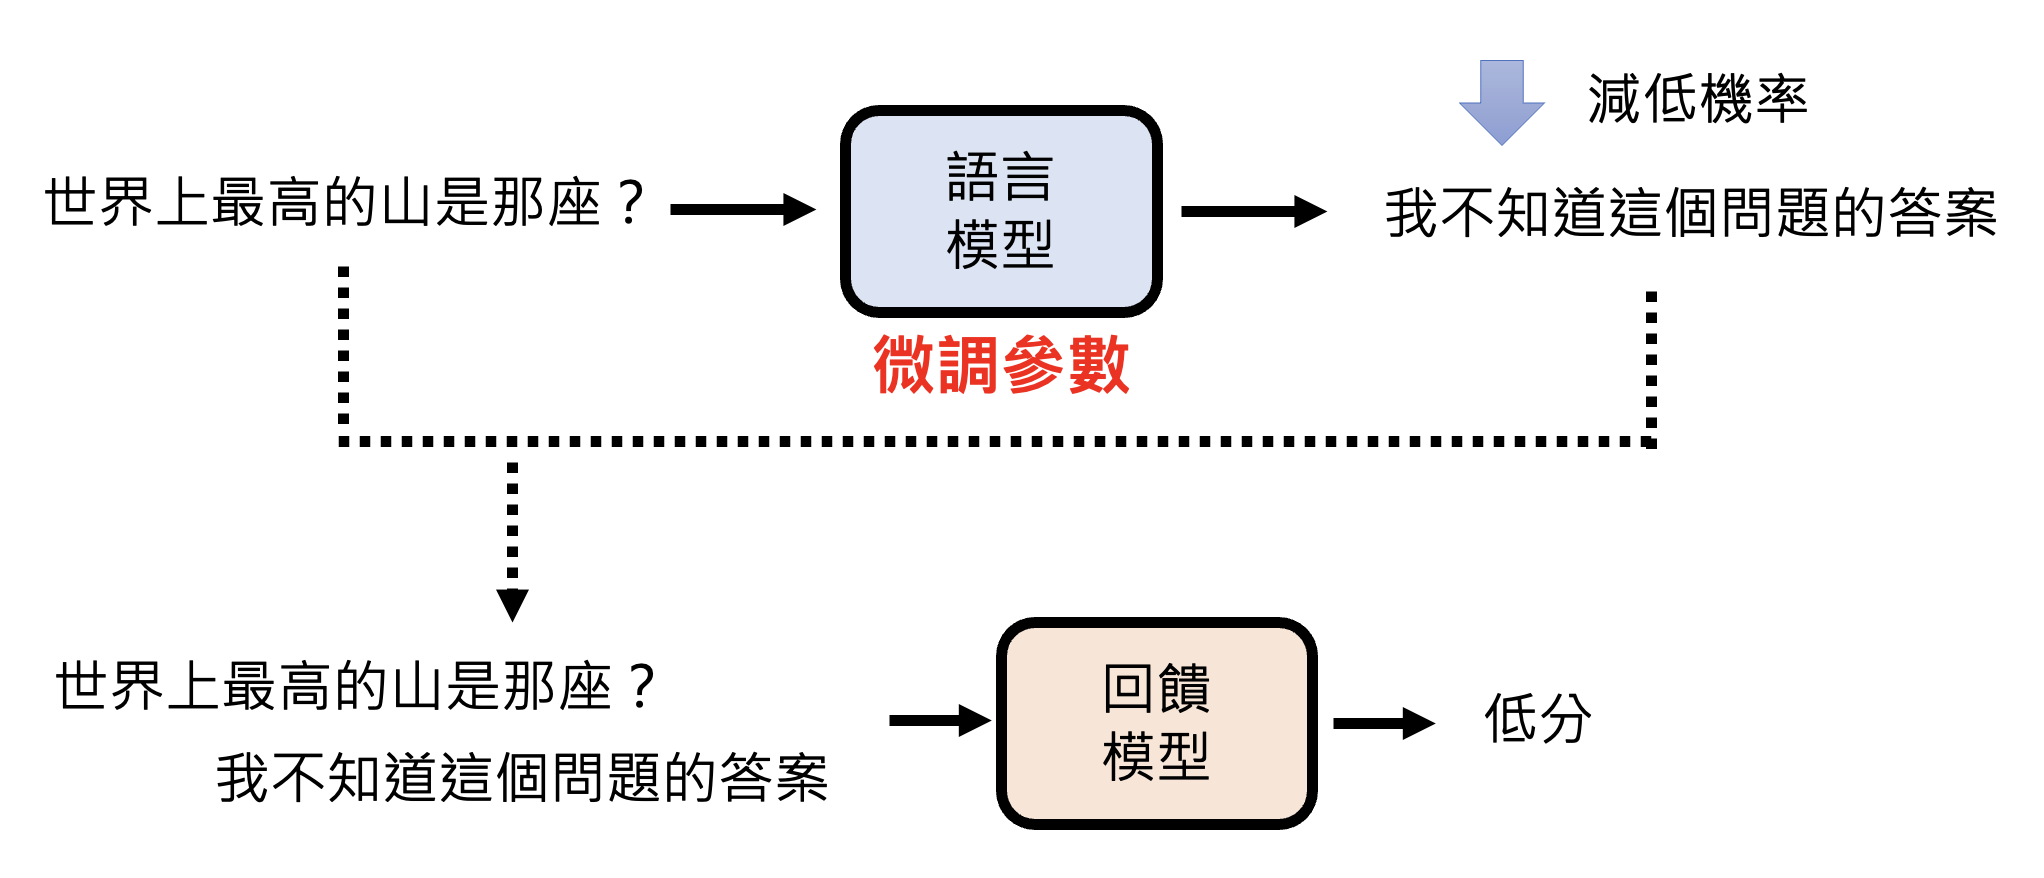 減低機率
世界上最高的山是那座？
語言
模型
我不知道這個問題的答案
微調參數
世界上最高的山是那座？
我不知道這個問題的答案
回饋
模型
低分